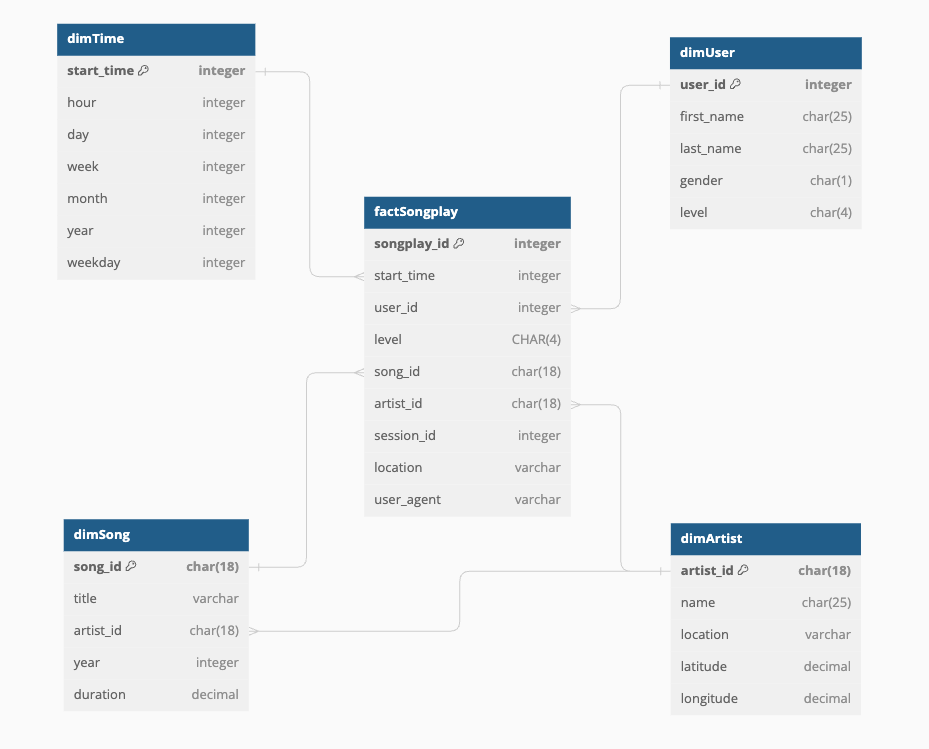 dimTime
start_time integer
hour integer
day integer
week integer
month integer
year integer
weekday integer
dimUser
user_id integer
first_name char(25)
last_name char(25)
gender char(1)
level char(4)
factSongplay
songplay_id integer
start_time integer
user_id integer
level CHAR(4)
song_id char(18)
artist_id char(18)
session_id integer
location varchar
user_agent varchar
dimSong
song_id char(18)
title varchar
artist_id char(18)
year integer
duration decimal
dimArtist
artist_id char(18)
name char(25)
location varchar
latitude decimal
longitude decimal